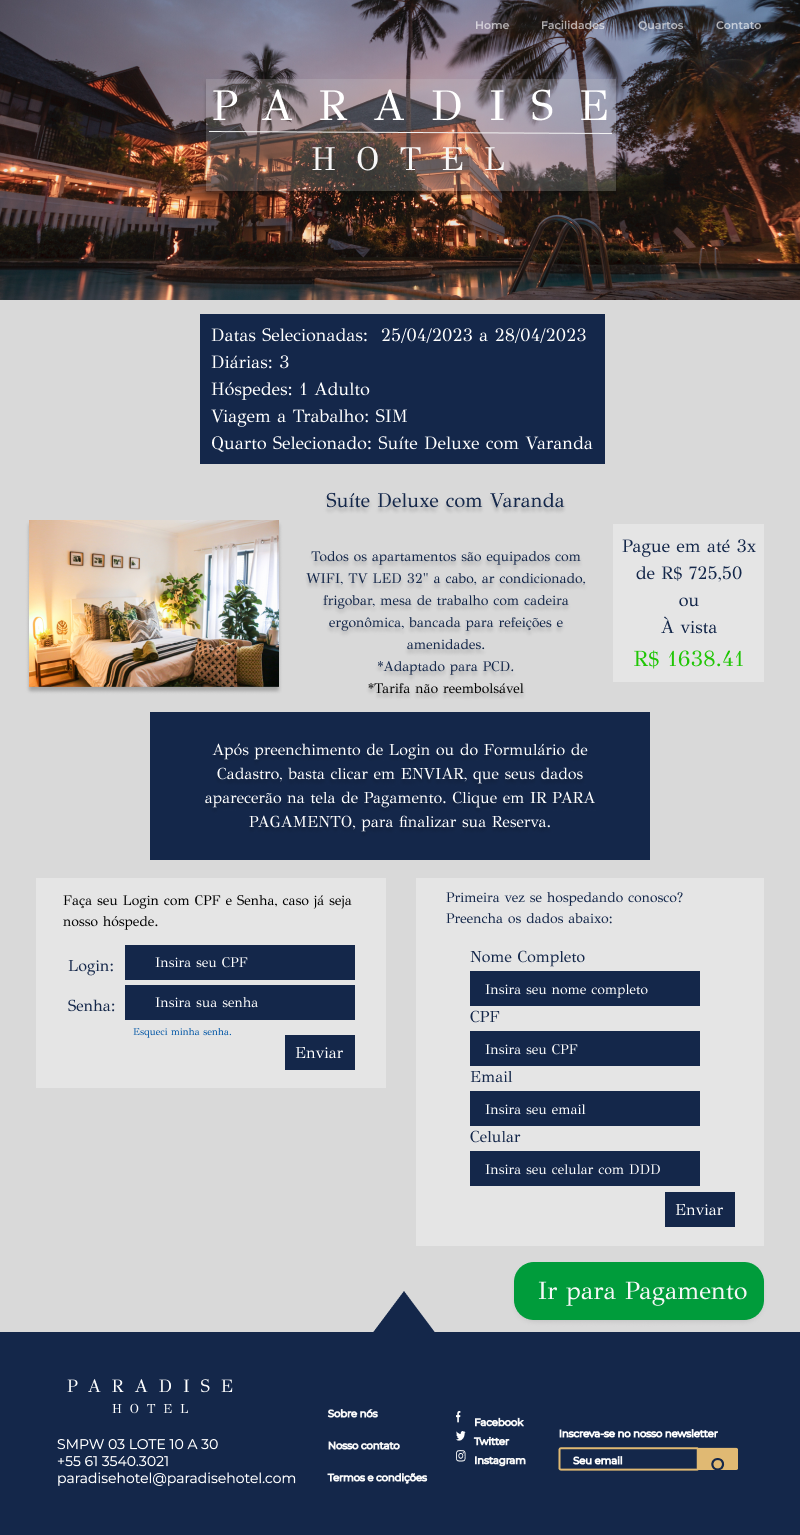 Home Facilidades Quartos Contato
PARADISE
HOTEL
Datas Selecionadas: 25/04/2023 a 28/04/2023
Diárias: 3
Hóspedes: 1 Adulto
Viagem a Trabalho: SIM
Quarto Selecionado: Suíte Deluxe com Varanda
Suíte Deluxe com Varanda
Todos os apartamentos são equipados com
WIFI, TV LED 32" a cabo, ar condicionado,
frigobar, mesa de trabalho com cadeira
ergonômica, bancada para refeições e
amenidades.
*Adaptado para PCD.
*Tarifa não reembolsável
Pague em até 3x
de R$ 725,50
ou
À vista
R$ 1638.41
Após preenchimento de Login ou do Formulário de
Cadastro, basta clicar em ENVIAR, que seus dados
aparecerão na tela de Pagamento. Clique em IR PARA
PAGAMENTO, para finalizar sua Reserva.
Faça seu Login com CPF e Senha, caso já seja
nosso hóspede.
Login: Insira seu CPF
Senha: Insira sua senha
Esqueci minha senha.
Enviar
Primeira vez se hospedando conosco?
Preencha os dados abaixo:
Nome Completo
Insira seu nome completo
CPF
Insira seu CPF
Email
Insira seu email
Celular
Insira seu celular com DDD
Enviar
Ir para Pagamento
PARADISE
HOTEL
SMPW 03 LOTE 10 A 30
+55 61 3540.3021
paradisehotel@paradisehotel.com
Sobre nós
Nosso contato
Termos e condições
Facebook
Twitter
Instagram
Inscreva-se no nosso newsletter
Seu email